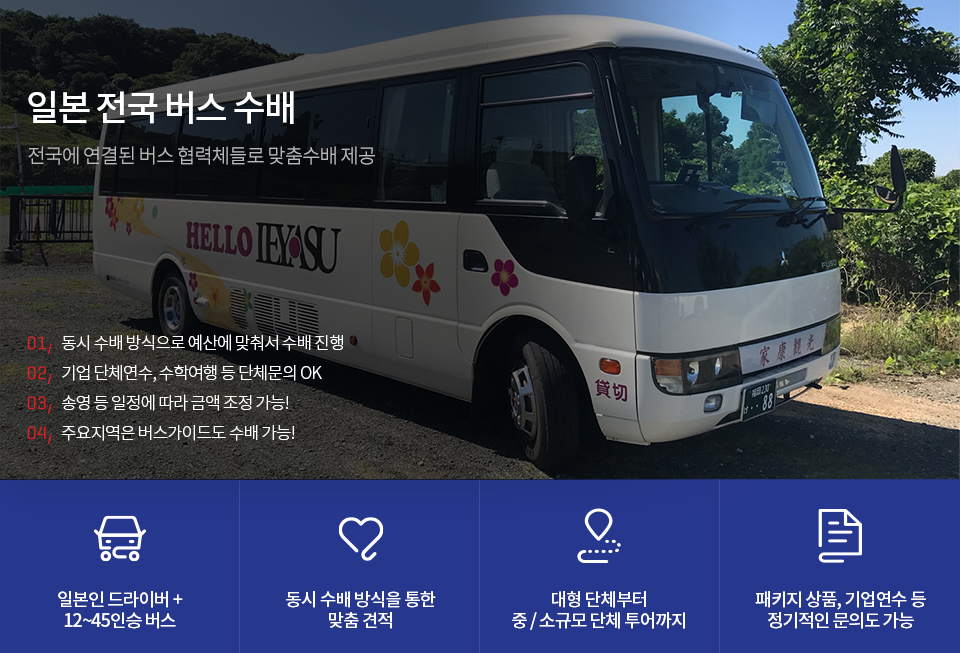 일본 전국 버스 수배
전국에 연결된 버스 협력체들로 맞춤수배 제공
HELLO IEYASU
01, 동시 수배 방식으로 예산에 맞춰서 수배 진행
02, 기업 단체연수, 수학여행 등 단체문의 OK
03, 송영 등 일정에 따라 금액 조정 가능!
04, 주요지역은 버스가이드도 수배 가능!
家康観光
貸切
福岡 230
88
일본인 드라이버 +
12~45인승 버스
동시 수배 방식을 통한
맞춤 견적
대형 단체부터
중 / 소규모 단체 투어까지
패키지 상품, 기업연수 등
정기적인 문의도 가능